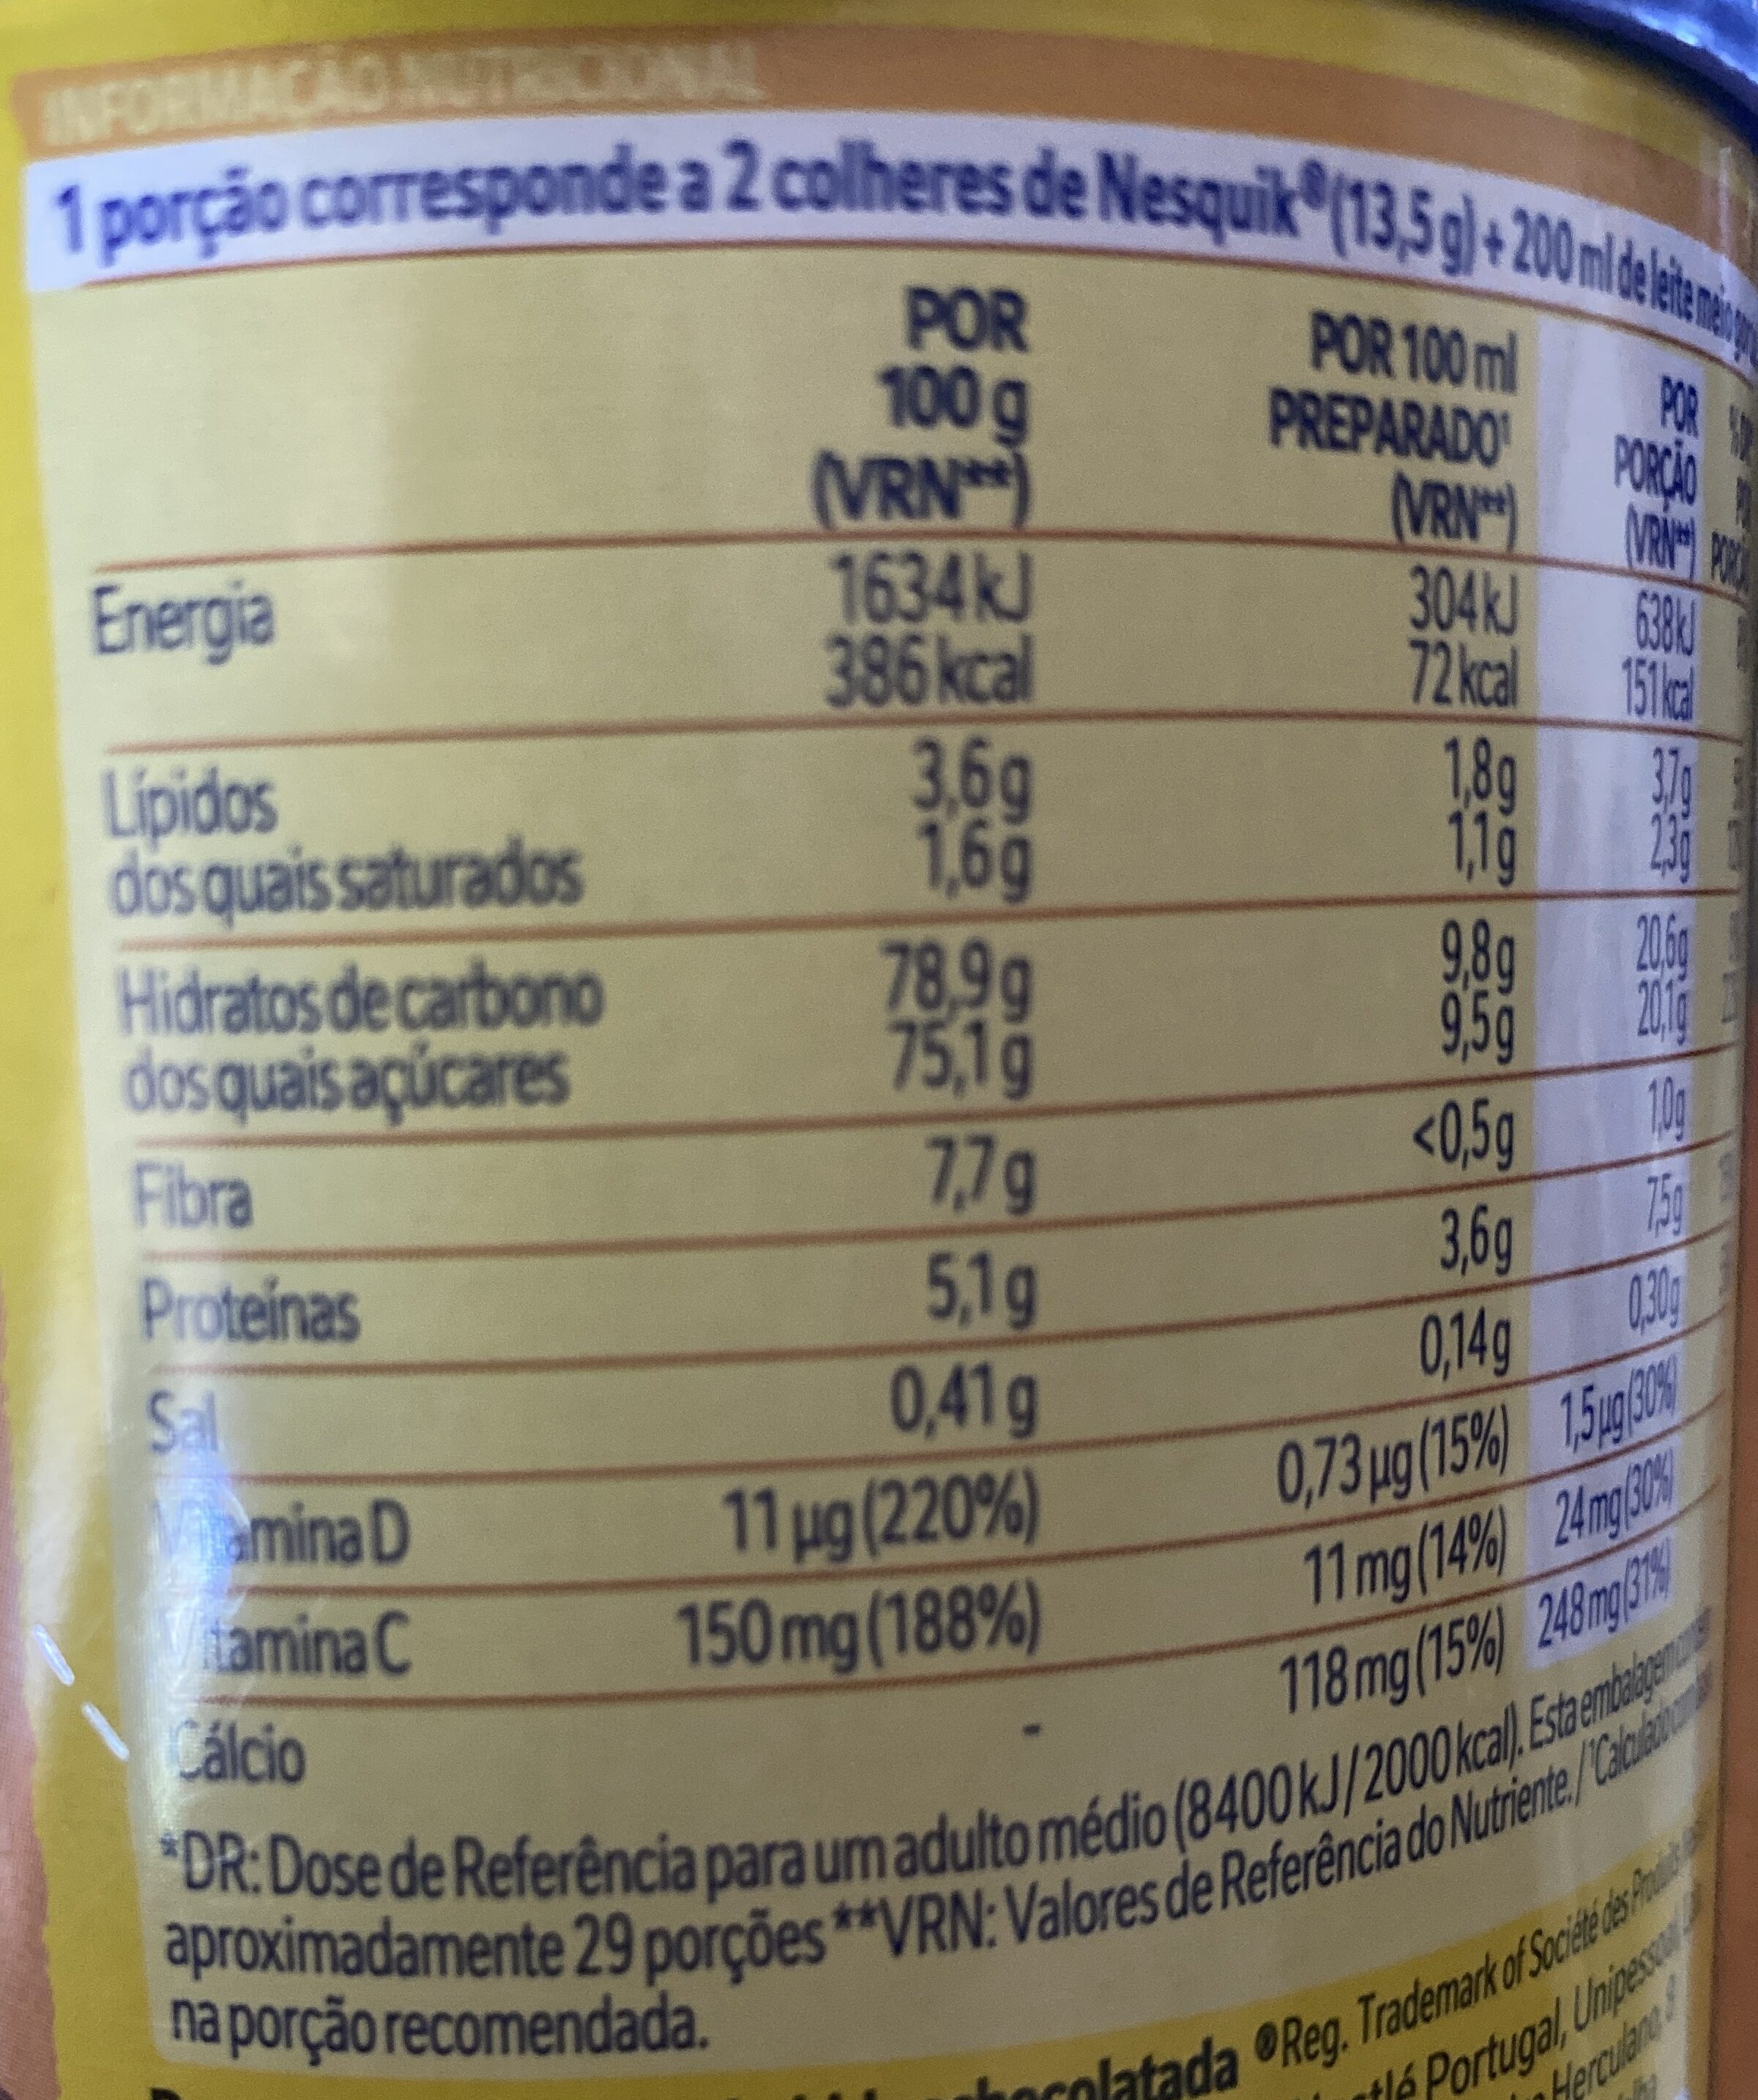 INFORMAÇÃO NUTRICIONAL
1 porção corresponde a 2 colheres de Nesquik® (13,5 g) + 200 ml de leite meio
POR 100 g (VRN**) POR 100 ml PREPARADO¹ (VRN**) POR PORÇÃO (VRN**)
Energia 1634 kJ 304 kJ 638 kJ
386 kcal 72 kcal 151 kcal
Lípidos 3,6 g 1,8 g 3,7 g
dos quais saturados 1,6 g 1,1 g 2,3 g
Hidratos de carbono 78,9 g 9,8 g 20,6 g
dos quais açúcares 75,1 g 9,5 g 20,1 g
Fibra 7,7 g <0,5 g 1,0 g
Proteínas 5,1 g 3,6 g 7,5 g
Sal 0,41 g 0,14 g 0,30 g
Vitamina D 11 µg (220%) 0,73 µg (15%) 1,5 µg (30%)
Vitamina C 150 mg (188%) 11 mg (14%) 24 mg (30%)
Cálcio - 118 mg (15%) 248 mg (31%)
*DR: Dose de Referência para um adulto médio (8400 kJ / 2000 kcal). Esta embalagem
aproximadamente 29 porções **VRN: Valores de Referência do Nutriente. / ¹Calculado
na porção recomendada.
®Reg. Trademark of Société des Produits
Portugal,
Herculano, 8